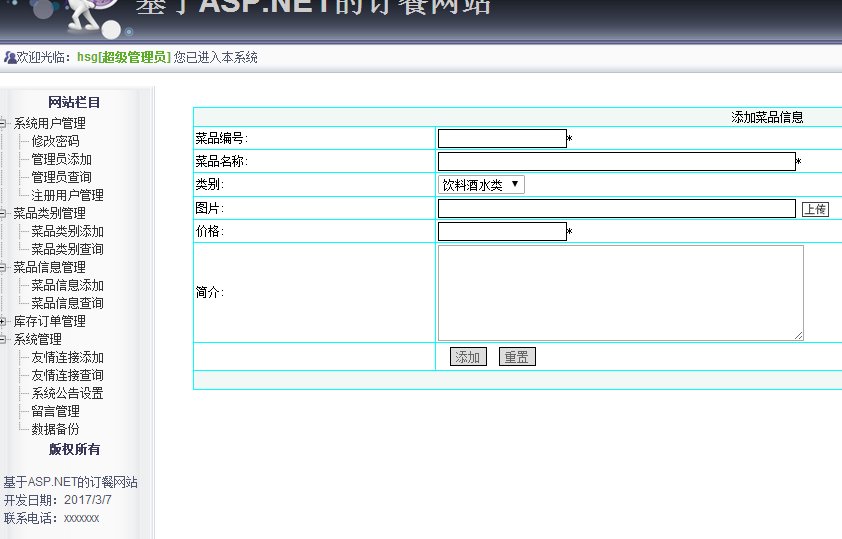 基于ASP.NET的订餐网站
欢迎光临：hsg[超级管理员] 您已进入本系统
网站栏目
系统用户管理
修改密码
管理员添加
管理员查询
注册用户管理
菜品类别管理
菜品类别添加
菜品类别查询
菜品信息管理
菜品信息添加
菜品信息查询
库存订单管理
系统管理
友情连接添加
友情连接查询
系统公告设置
留言管理
数据备份
版权所有
基于ASP.NET的订餐网站
开发日期：2017/3/7
联系电话：xxxxxxx
添加菜品信息
菜品编号: *
菜品名称: *
类别: 饮料酒水类
图片: 上传
价格: *
简介:
添加 重置